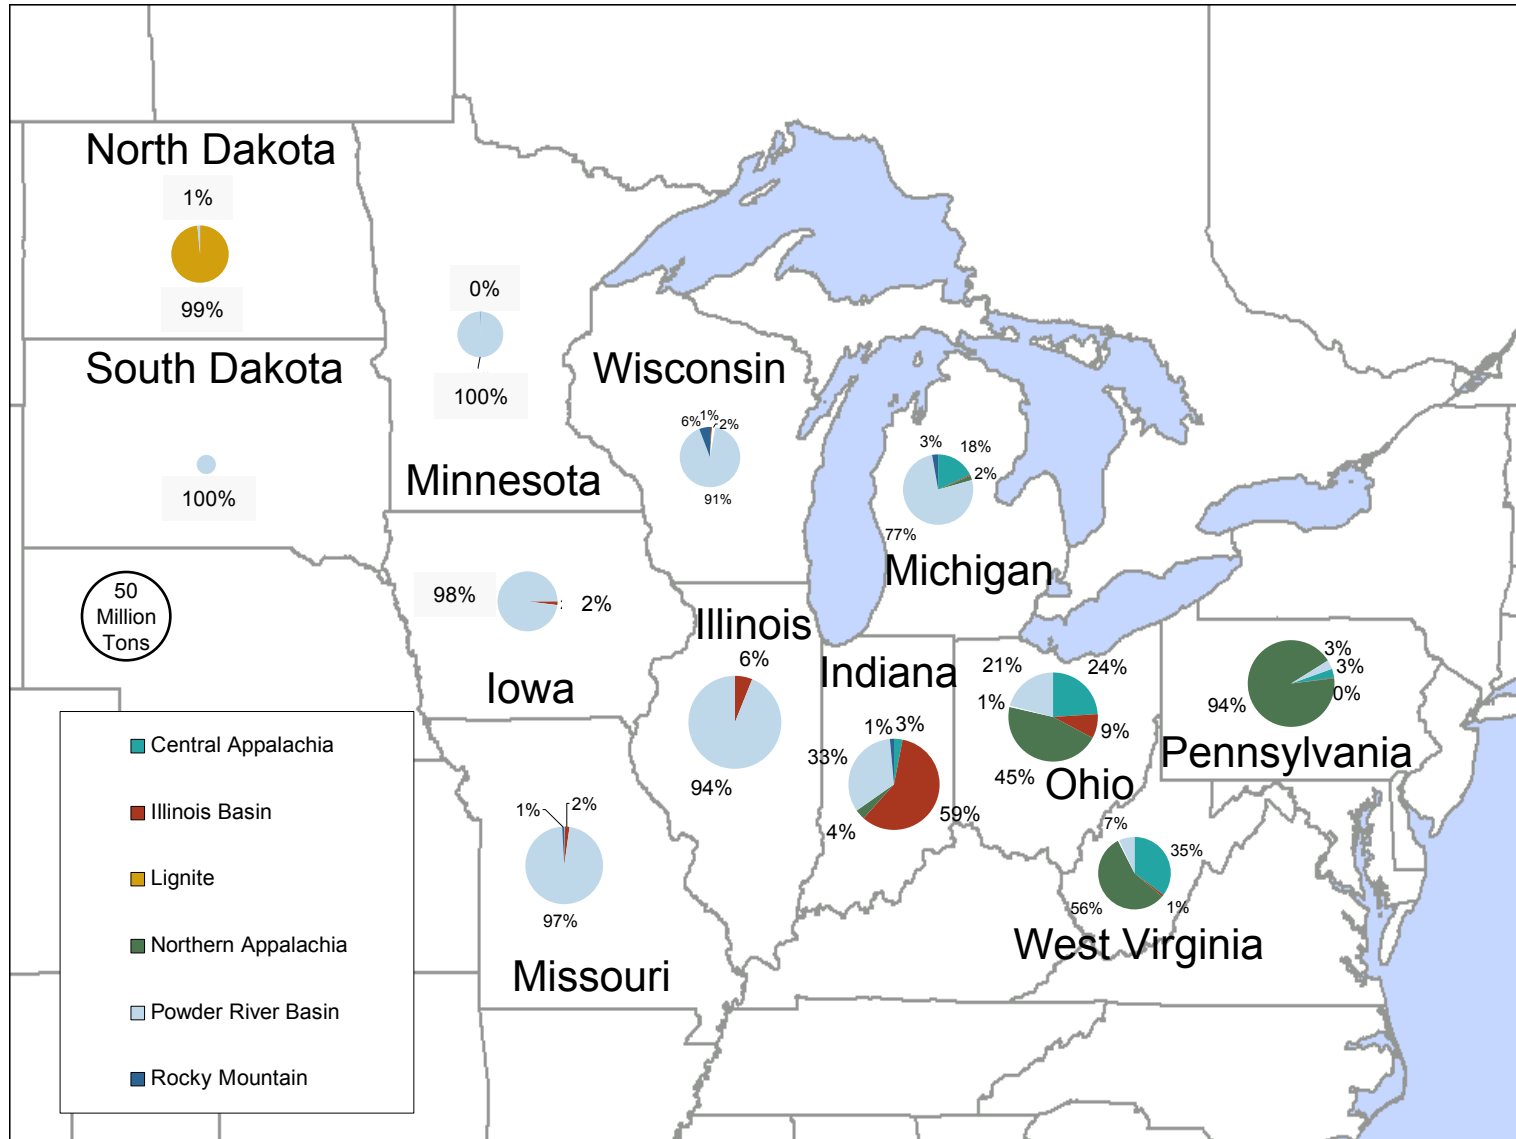 North Dakota
1%
99%
South Dakota
100%
0%
100%
Minnesota
Wisconsin
6%
1%
2%
91%
3%
18%
2%
77%
Michigan
50
Million
Tons
98%
2%
Iowa
Illinois
6%
94%
Indiana
1%
3%
33%
4%
59%
21%
24%
1%
9%
45%
Ohio
3%
3%
0%
94%
Pennsylvania
1%
2%
97%
Missouri
7%
35%
56%
1%
West Virginia
Central Appalachia
Illinois Basin
Lignite
Northern Appalachia
Powder River Basin
Rocky Mountain